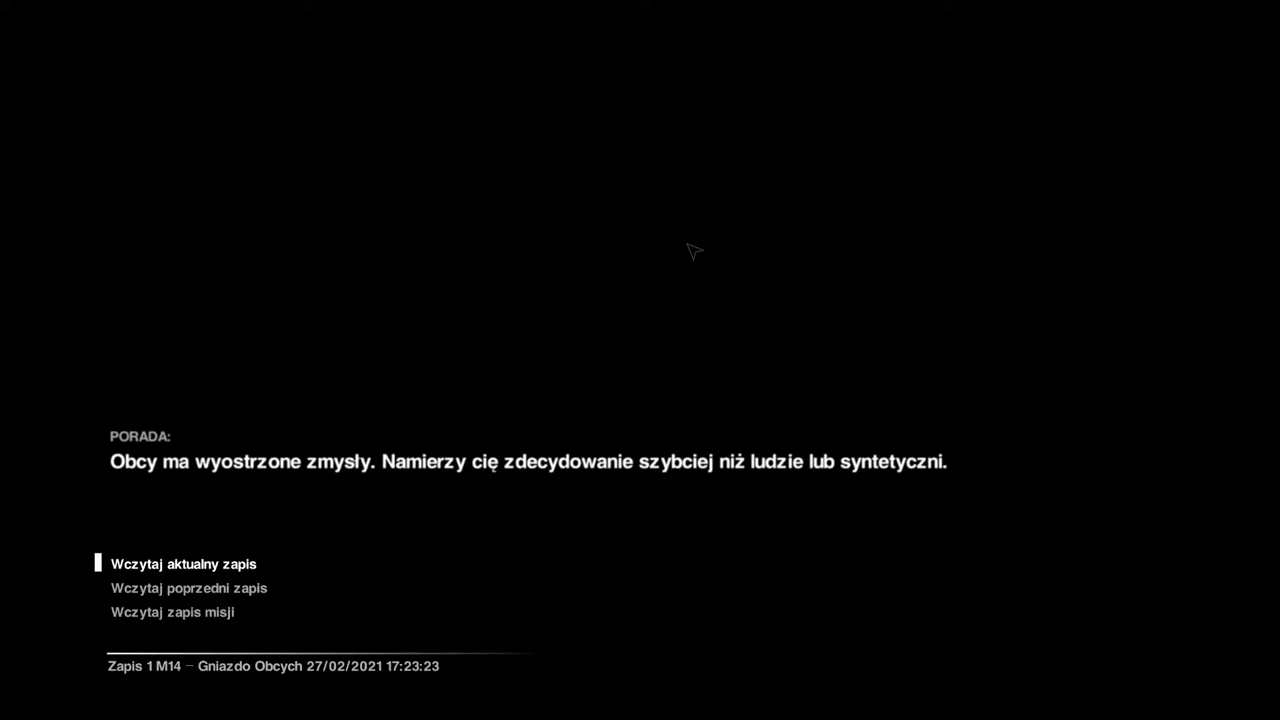 PORADA:
Obcy ma wyostrzone zmysły. Namierzy cię zdecydowanie szybciej niż ludzie lub syntetyczni.
Wczytaj aktualny zapis
Wczytaj poprzedni zapis
Wczytaj zapis misji
Zapis 1 M14 – Gniazdo Obcych 27/02/2021 17:23:23